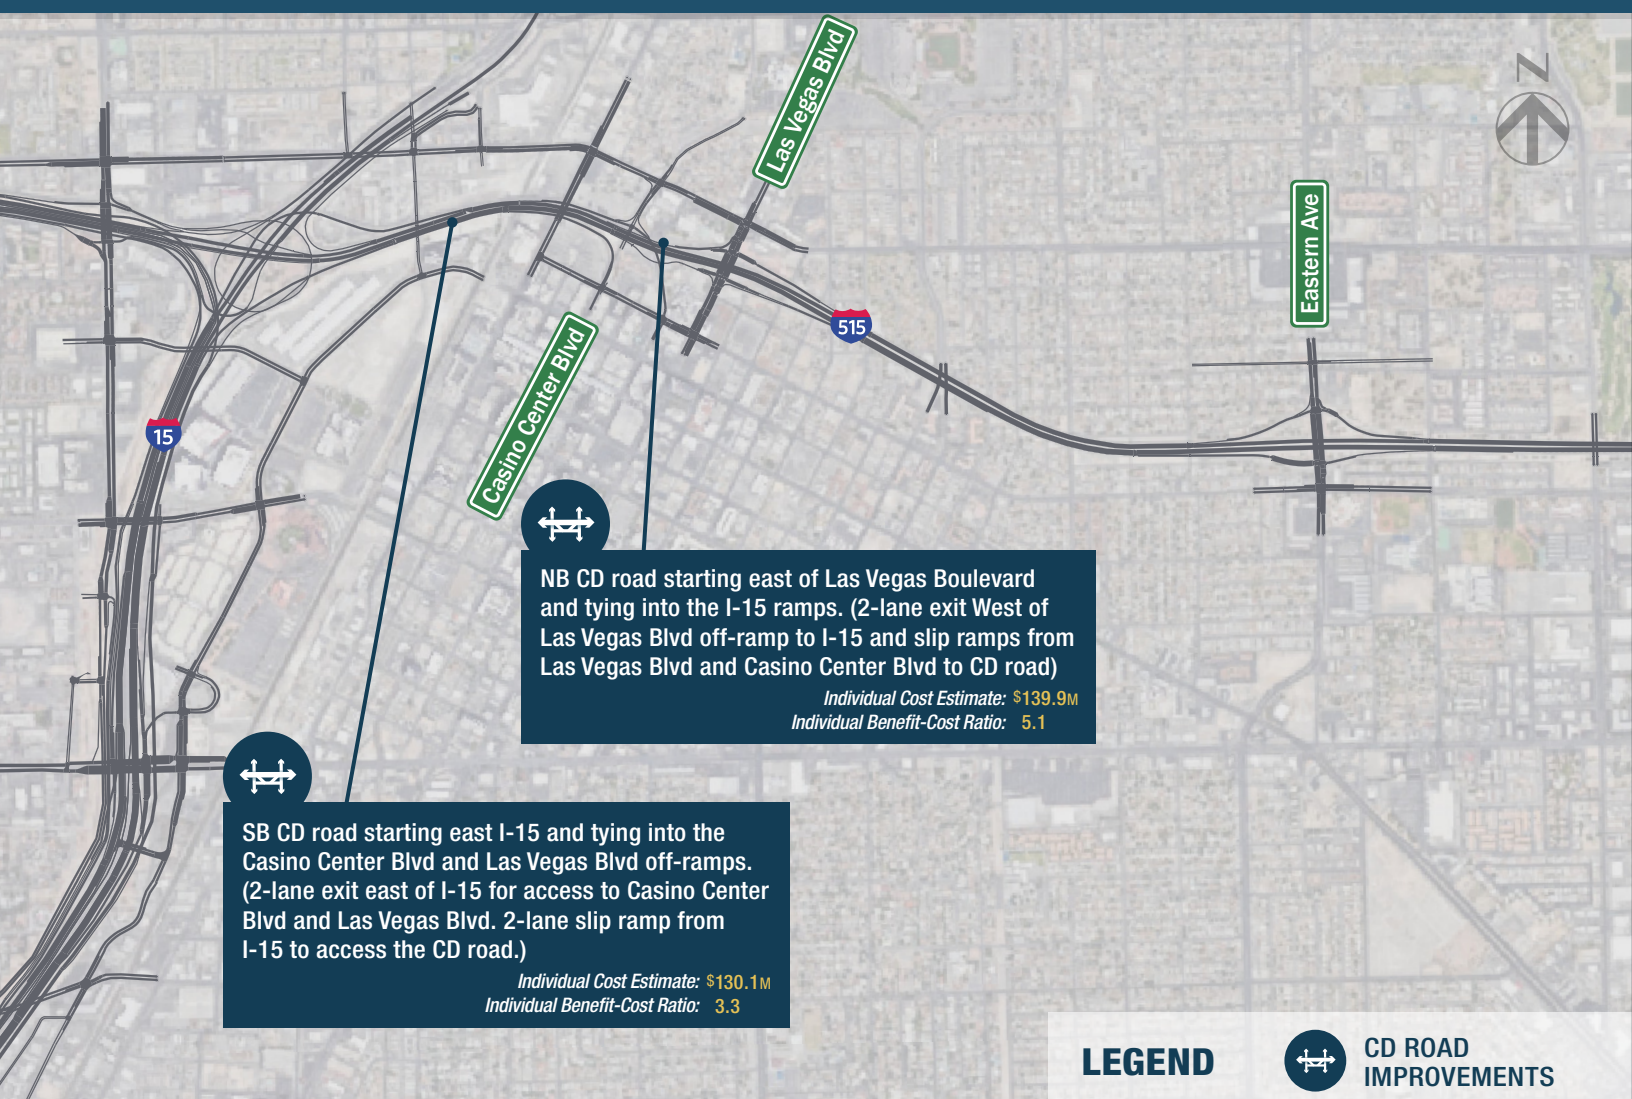 N
Las Vegas Blvd
Eastern Ave
515
Casino Center Blvd
15
NB CD road starting east of Las Vegas Boulevard
and tying into the I-15 ramps. (2-lane exit West of
Las Vegas Blvd off-ramp to I-15 and slip ramps from
Las Vegas Blvd and Casino Center Blvd to CD road)
Individual Cost Estimate: $139.9M
Individual Benefit-Cost Ratio: 5.1
SB CD road starting east I-15 and tying into the
Casino Center Blvd and Las Vegas Blvd off-ramps.
(2-lane exit east of I-15 for access to Casino Center
Blvd and Las Vegas Blvd. 2-lane slip ramp from
I-15 to access the CD road.)
Individual Cost Estimate: $130.1M
Individual Benefit-Cost Ratio: 3.3
LEGEND
CD ROAD
IMPROVEMENTS